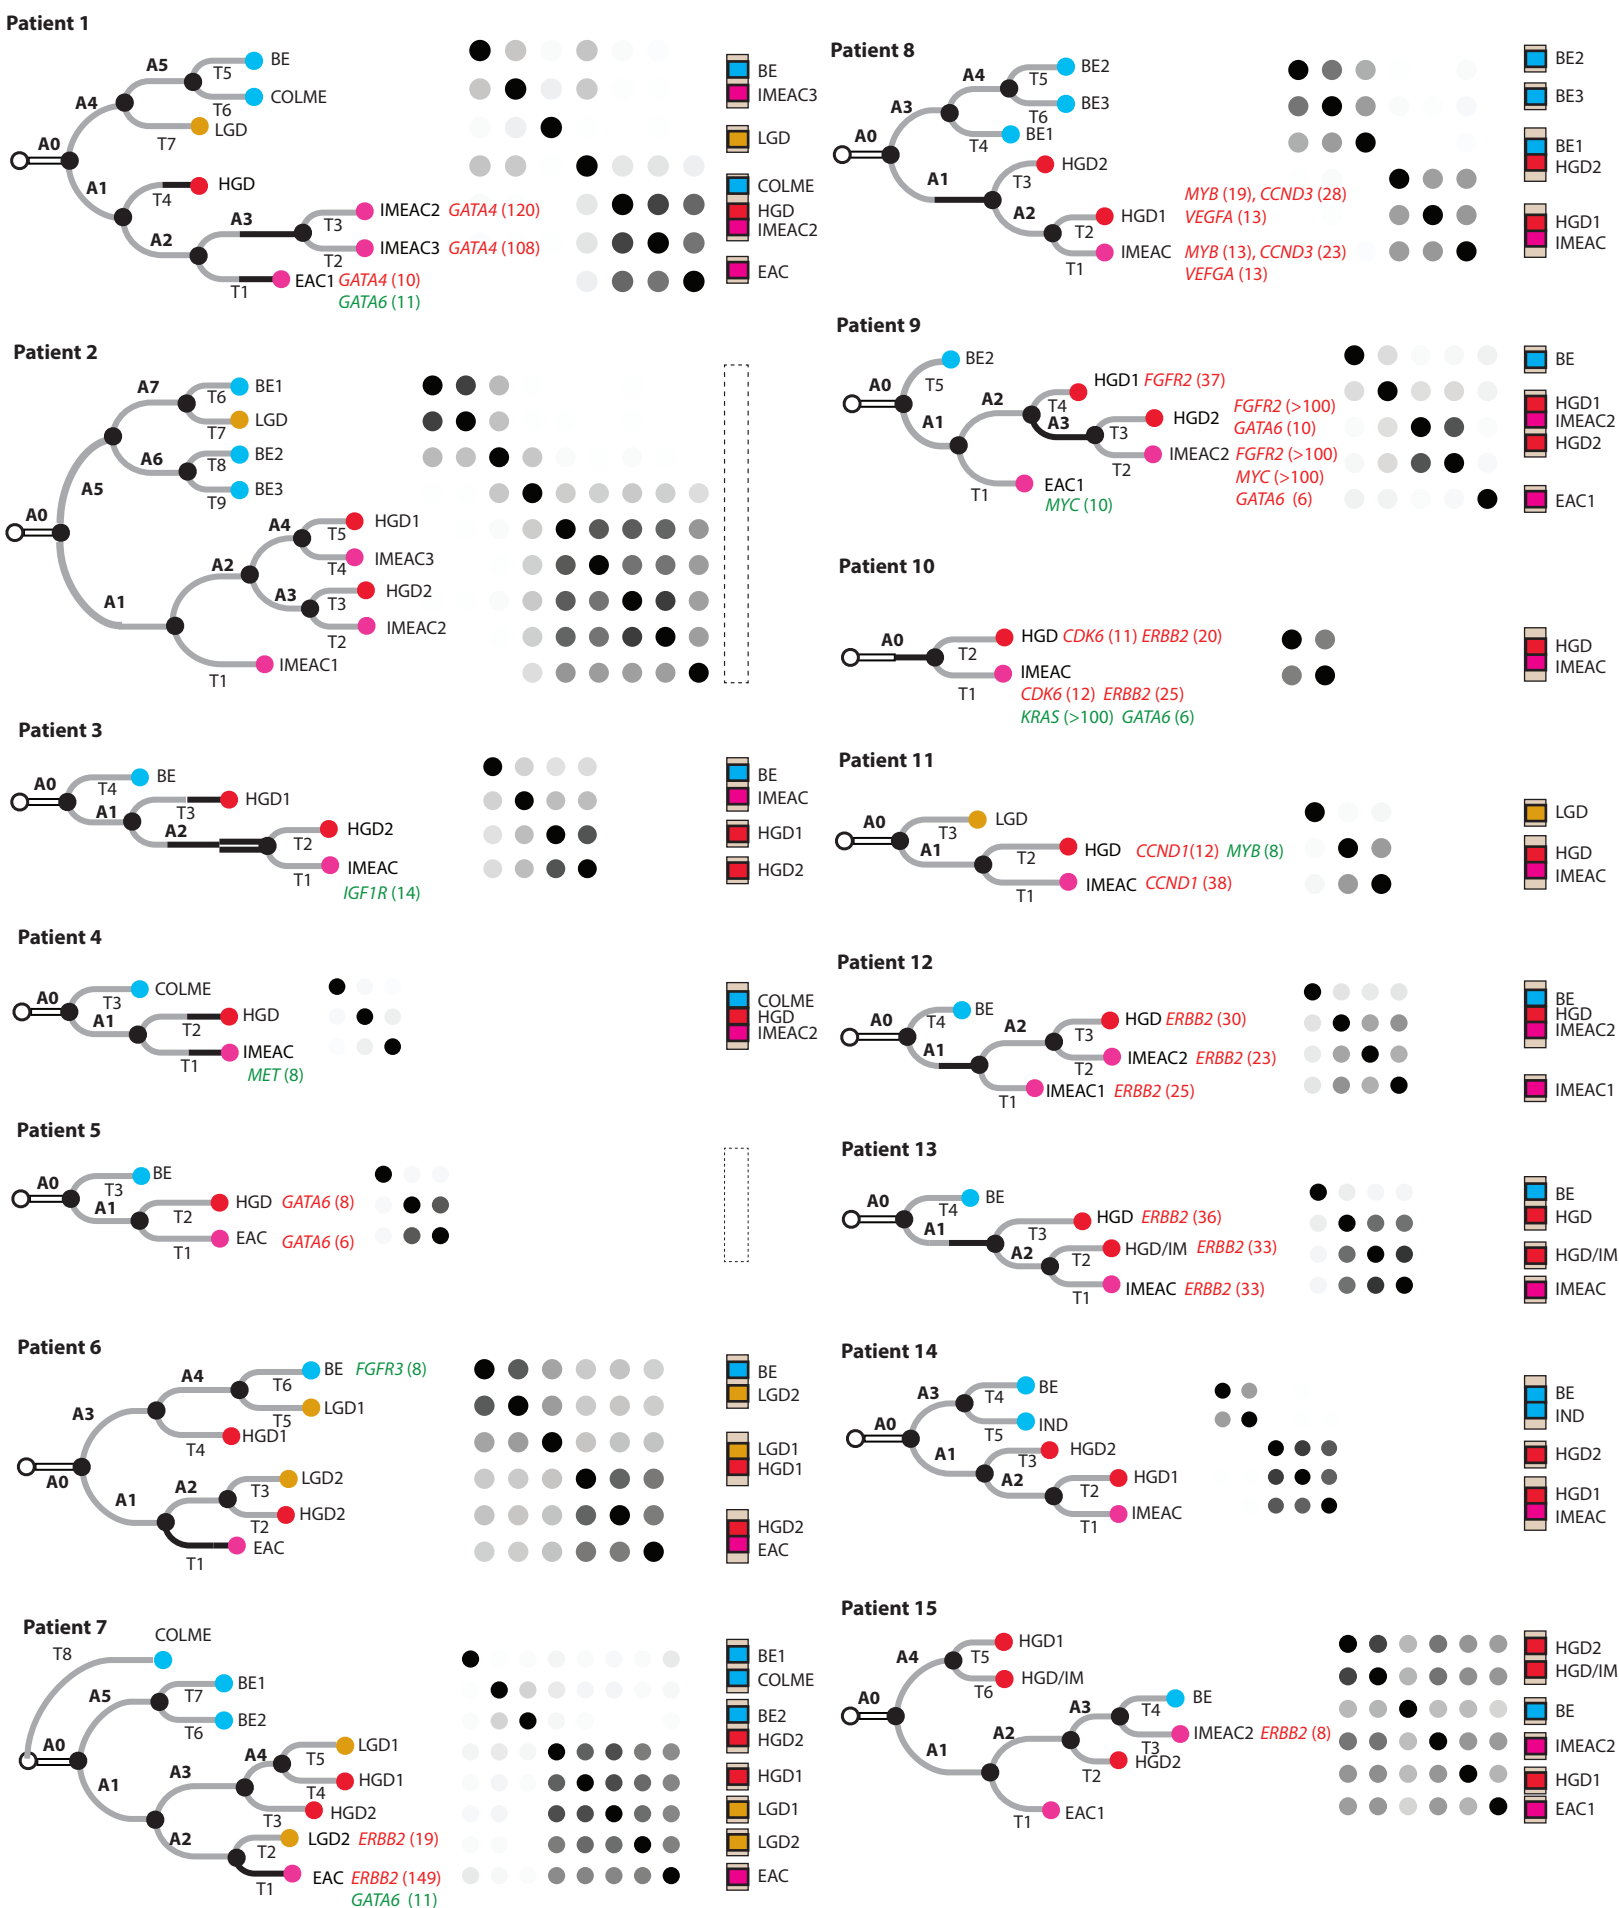 Patient 1
A0
A4
A5
T5
BE
T6
COLME
T7
LGD
A1
T4
HGD
A2
A3
T3
IMEAC2 GATA4 (120)
T2
IMEAC3 GATA4 (108)
T1
EAC1 GATA4 (10)
GATA6 (11)
BE
IMEAC3
LGD
COLME
HGD
IMEAC2
EAC
Patient 2
A0
A5
A7
T6
BE1
T7
LGD
A6
T8
BE2
T9
BE3
A1
A2
A4
T5
HGD1
T4
IMEAC3
A3
T3
HGD2
T2
IMEAC2
T1
IMEAC1
Patient 3
A0
T4
BE
A1
T3
HGD1
A2
T2
HGD2
T1
IMEAC
IGF1R (14)
BE
IMEAC
HGD1
HGD2
Patient 4
A0
T3
COLME
A1
T2
HGD
T1
IMEAC
MET (8)
COLME
HGD
IMEAC2
Patient 5
A0
T3
BE
A1
T2
HGD GATA6 (8)
T1
EAC GATA6 (6)
Patient 6
A0
A3
A4
T6
BE FGFR3 (8)
T5
LGD1
T4
HGD1
A1
A2
T3
LGD2
T2
HGD2
T1
EAC
BE
LGD2
LGD1
HGD1
HGD2
EAC
Patient 7
T8
COLME
A0
A5
T7
BE1
T6
BE2
A1
A3
A4
T5
LGD1
T4
HGD1
T3
HGD2
A2
T2
LGD2 ERBB2 (19)
T1
EAC ERBB2 (149)
GATA6 (11)
BE1
COLME
BE2
HGD2
HGD1
LGD1
LGD2
EAC
Patient 8
A0
A3
A4
T5
BE2
T6
BE3
T4
BE1
A1
T3
HGD2
A2
T2
HGD1
MYB (19), CCND3 (28)
VEGFA (13)
T1
IMEAC
MYB (13), CCND3 (23)
VEFGA (13)
BE2
BE3
BE1
HGD2
HGD1
IMEAC
Patient 9
A0
T5
BE2
A1
A2
T4
HGD1 FGFR2 (37)
A3
T3
HGD2
FGFR2 (>100)
GATA6 (10)
T2
IMEAC2 FGFR2 (>100)
MYC (>100)
GATA6 (6)
T1
EAC1
MYC (10)
BE
HGD1
IMEAC2
HGD2
EAC1
Patient 10
A0
T2
HGD CDK6 (11) ERBB2 (20)
T1
IMEAC
CDK6 (12) ERBB2 (25)
KRAS (>100) GATA6 (6)
HGD
IMEAC
Patient 11
A0
T3
LGD
A1
T2
HGD CCND1(12) MYB (8)
T1
IMEAC CCND1 (38)
LGD
HGD
IMEAC
Patient 12
A0
T4
BE
A1
A2
T3
HGD ERBB2 (30)
T2
IMEAC2 ERBB2 (23)
T1
IMEAC1 ERBB2 (25)
BE
HGD
IMEAC2
IMEAC1
Patient 13
A0
T4
BE
A1
T3
HGD ERBB2 (36)
A2
T2
HGD/IM ERBB2 (33)
T1
IMEAC ERBB2 (33)
BE
HGD
HGD/IM
IMEAC
Patient 14
A0
A3
T4
BE
T5
IND
A1
T3
HGD2
A2
T2
HGD1
T1
IMEAC
BE
IND
HGD2
HGD1
IMEAC
Patient 15
A0
A4
T5
HGD1
T6
HGD/IM
A1
A2
A3
T4
BE
T3
IMEAC2 ERBB2 (8)
T2
HGD2
T1
EAC1
HGD2
HGD/IM
BE
IMEAC2
HGD1
EAC1